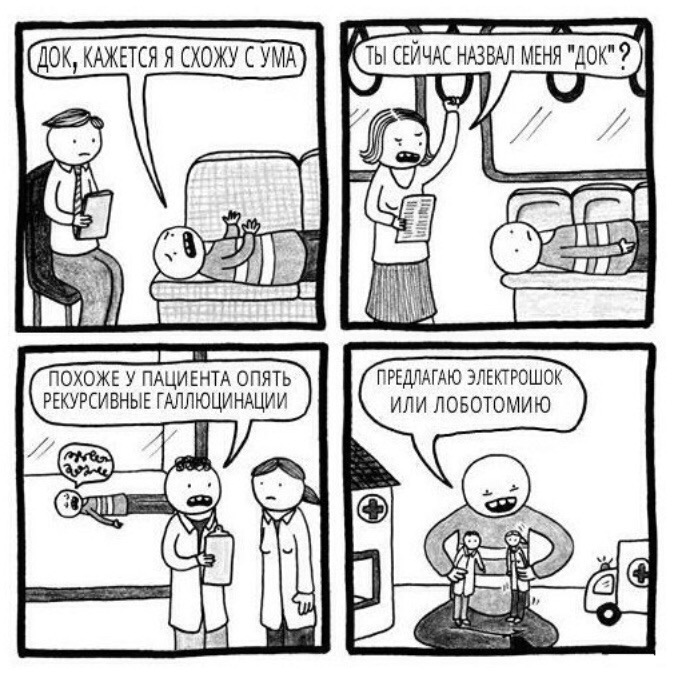 ДОК, КАЖЕТСЯ Я СХОЖУ С УМА
ТЫ СЕЙЧАС НАЗВАЛ МЕНЯ "ДОК"?
ПОХОЖЕ У ПАЦИЕНТА ОПЯТЬ
РЕКУРСИВНЫЕ ГАЛЛЮЦИНАЦИИ
ПРЕДЛАГАЮ ЭЛЕКТРОШОК
ИЛИ ЛОБОТОМИЮ